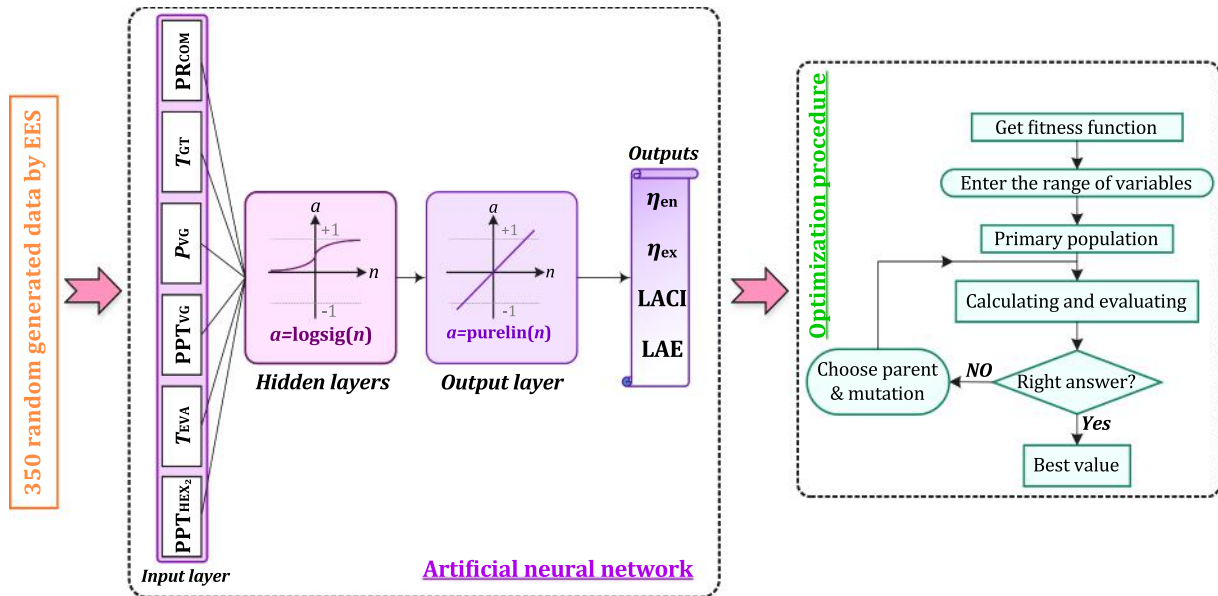 350 random generated data by EES
PRCOM
TGT
PVG
PPTVG
TEVA
PPTHEX2
Input layer
a
+1
n
-1
a=logsig(n)
Hidden layers
a
+1
n
-1
a=purelin(n)
Output layer
Outputs
ηen
ηex
LACI
LAE
Artificial neural network
Optimization procedure
Get fitness function
Enter the range of variables
Primary population
Calculating and evaluating
Right answer?
NO
Choose parent
& mutation
Yes
Best value